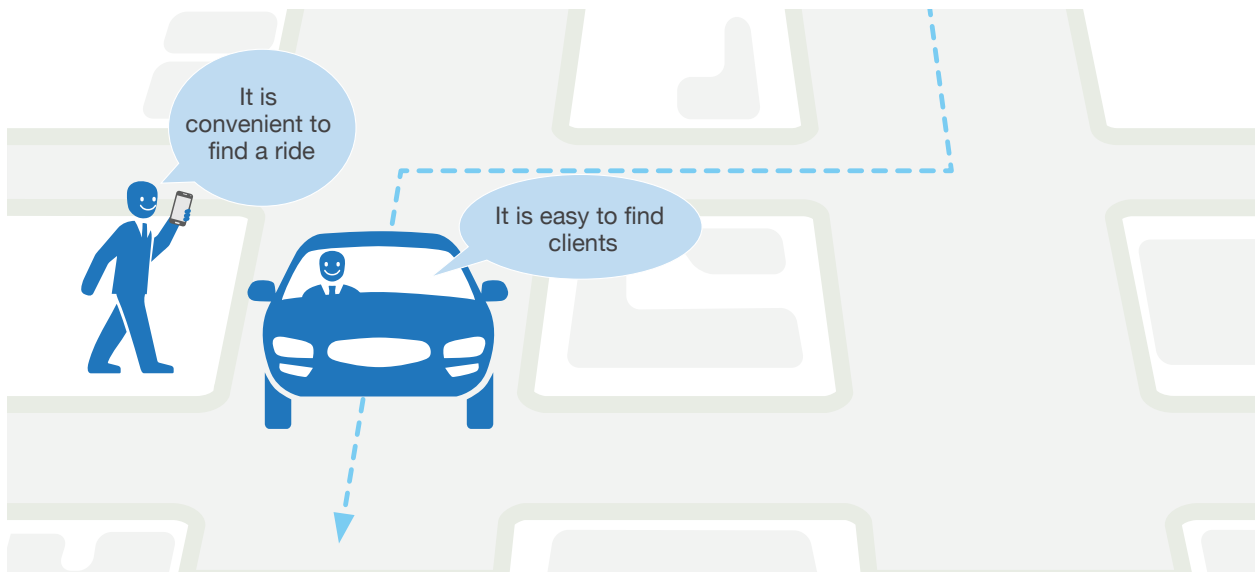 It is
convenient to
find a ride
It is easy to find
clients